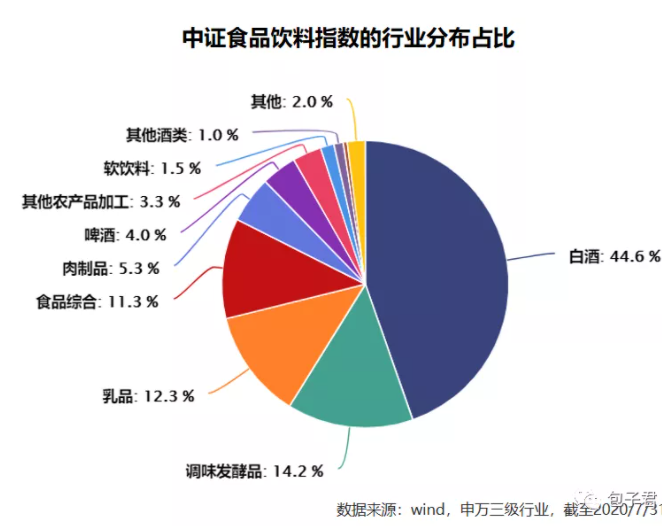 中证食品饮料指数的行业分布占比
其他: 2.0 %
其他酒类: 1.0 %
软饮料: 1.5 %
其他农产品加工: 3.3 %
啤酒: 4.0 %
肉制品: 5.3 %
食品综合: 11.3 %
乳品: 12.3 %
调味发酵品: 14.2 %
白酒: 44.6 %
包子君
数据来源：wind，申万三级行业，截至2020/7/31